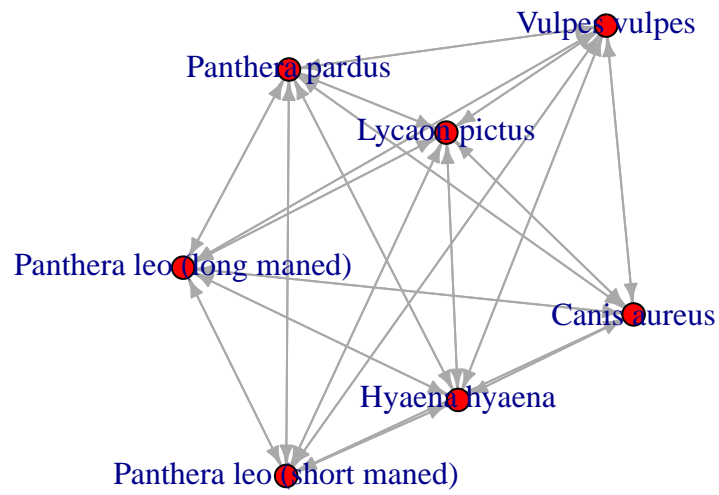 Vulpes vulpes
Panthera pardus
Lycaon pictus
Panthera leo (long maned)
Canis aureus
Hyaena hyaena
Panthera leo (short maned)